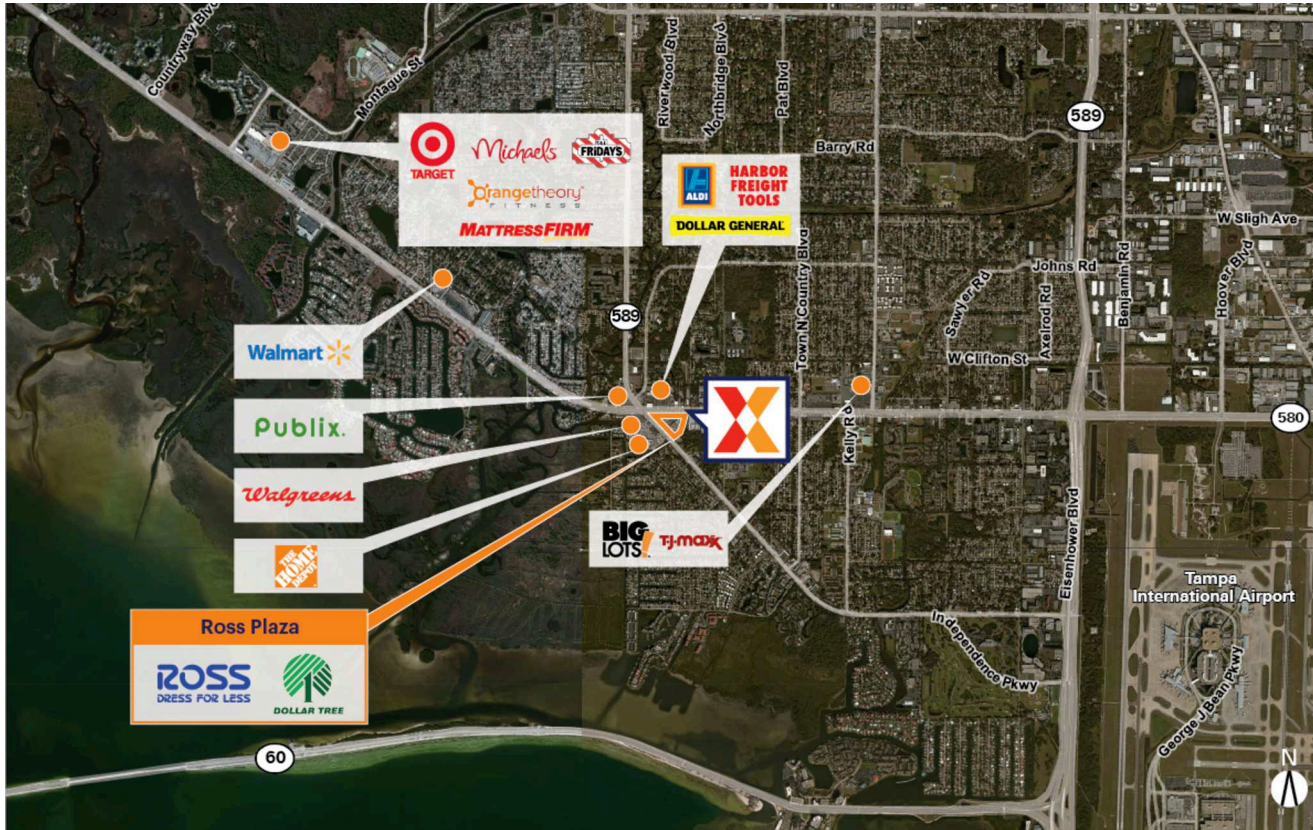 Countryway Blvd
Montague St
Riverwood Blvd
Northbridge Blvd
Pat Blvd
589
Barry Rd
TARGET
Michaels
FRIDAYS
orangetheory
FITNESS
MATTRESSFIRM
ALDI
HARBOR
FREIGHT
TOOLS
DOLLAR GENERAL
W Sligh Ave
Town N Country Blvd
Johns Rd
Sawyer Rd
Axelrod Rd
Benjamin Rd
Hoover Blvd
589
W Clifton St
Walmart
Publix.
Walgreens
THE
HOME
DEPOT
580
Kelly Rd
BIG
LOTS!
T·J·maxx
Eisenhower Blvd
Tampa
International Airport
Independence Pkwy
George J Bean Pkwy
Ross Plaza
ROSS
DRESS FOR LESS
DOLLAR TREE
60
N